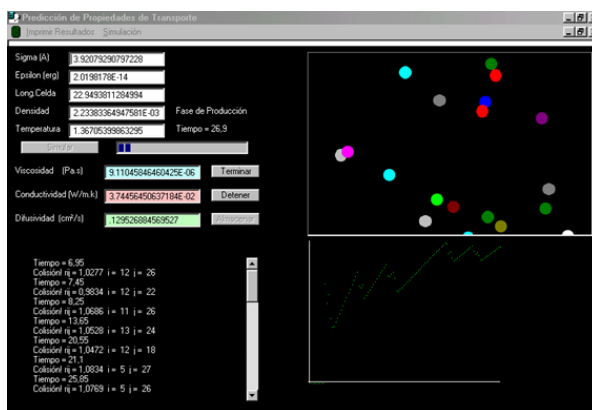 Predicción de Propiedades de Transporte
Imprimir Resultados Simulación
Sigma (A) 3.92079290797228
Epsilon (erg) 2.0198178E-14
Long.Celda 22.9493811284994
Densidad 2.23383364947581E-03 Fase de Producción
Temperatura 1.36705399863295 Tiempo = 26,9
Simular
Viscosidad (Pa.s) 9.11045846460425E-06 Terminar
Conductividad (W/m.k) 3.74456450637184E-02 Detener
Difusividad (cm²/s) .129526884569527 Almacenar
Tiempo = 6,95
Colisión! rij = 1,0277 i = 12 j = 26
Tiempo = 7,45
Colisión! rij = 0,9834 i = 12 j = 22
Tiempo = 8,25
Colisión! rij = 1,0686 i = 11 j = 26
Tiempo = 13,65
Colisión! rij = 1,0528 i = 13 j = 24
Tiempo = 20,55
Colisión! rij = 1,0472 i = 12 j = 18
Tiempo = 21,1
Colisión! rij = 1,0834 i = 5 j = 27
Tiempo = 25,85
Colisión! rij = 1,0769 i = 5 j = 26